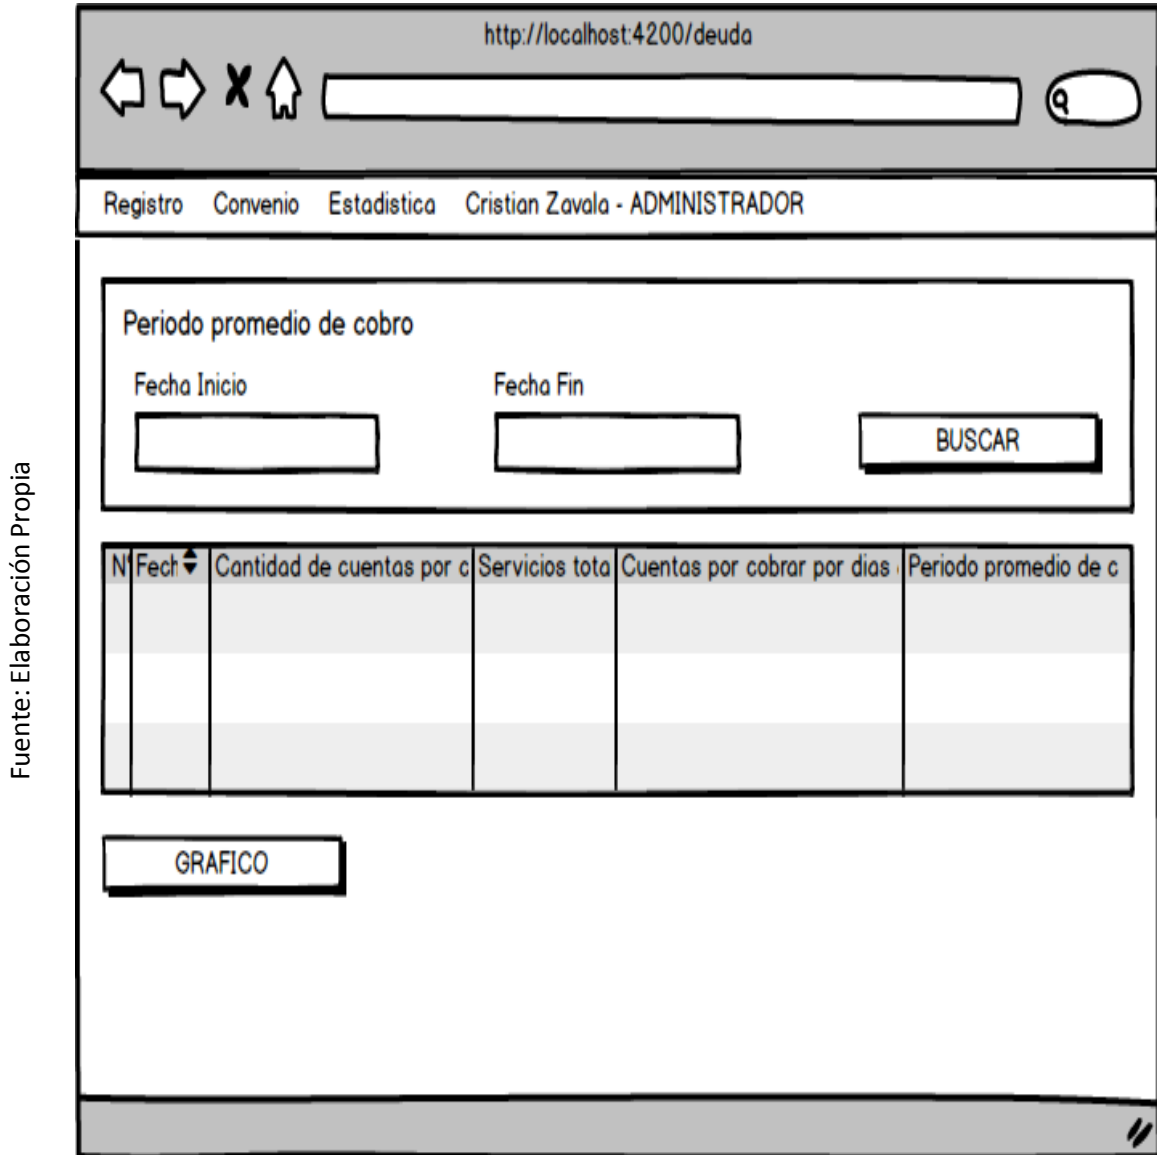 http://localhost:4200/deuda
Registro Convenio Estadistica Cristian Zavala - ADMINISTRADOR
Periodo promedio de cobro
Fecha Inicio Fecha Fin
BUSCAR
N° Fech Cantidad de cuentas por c Servicios tota Cuentas por cobrar por dias Periodo promedio de c
GRAFICO
Fuente: Elaboración Propia